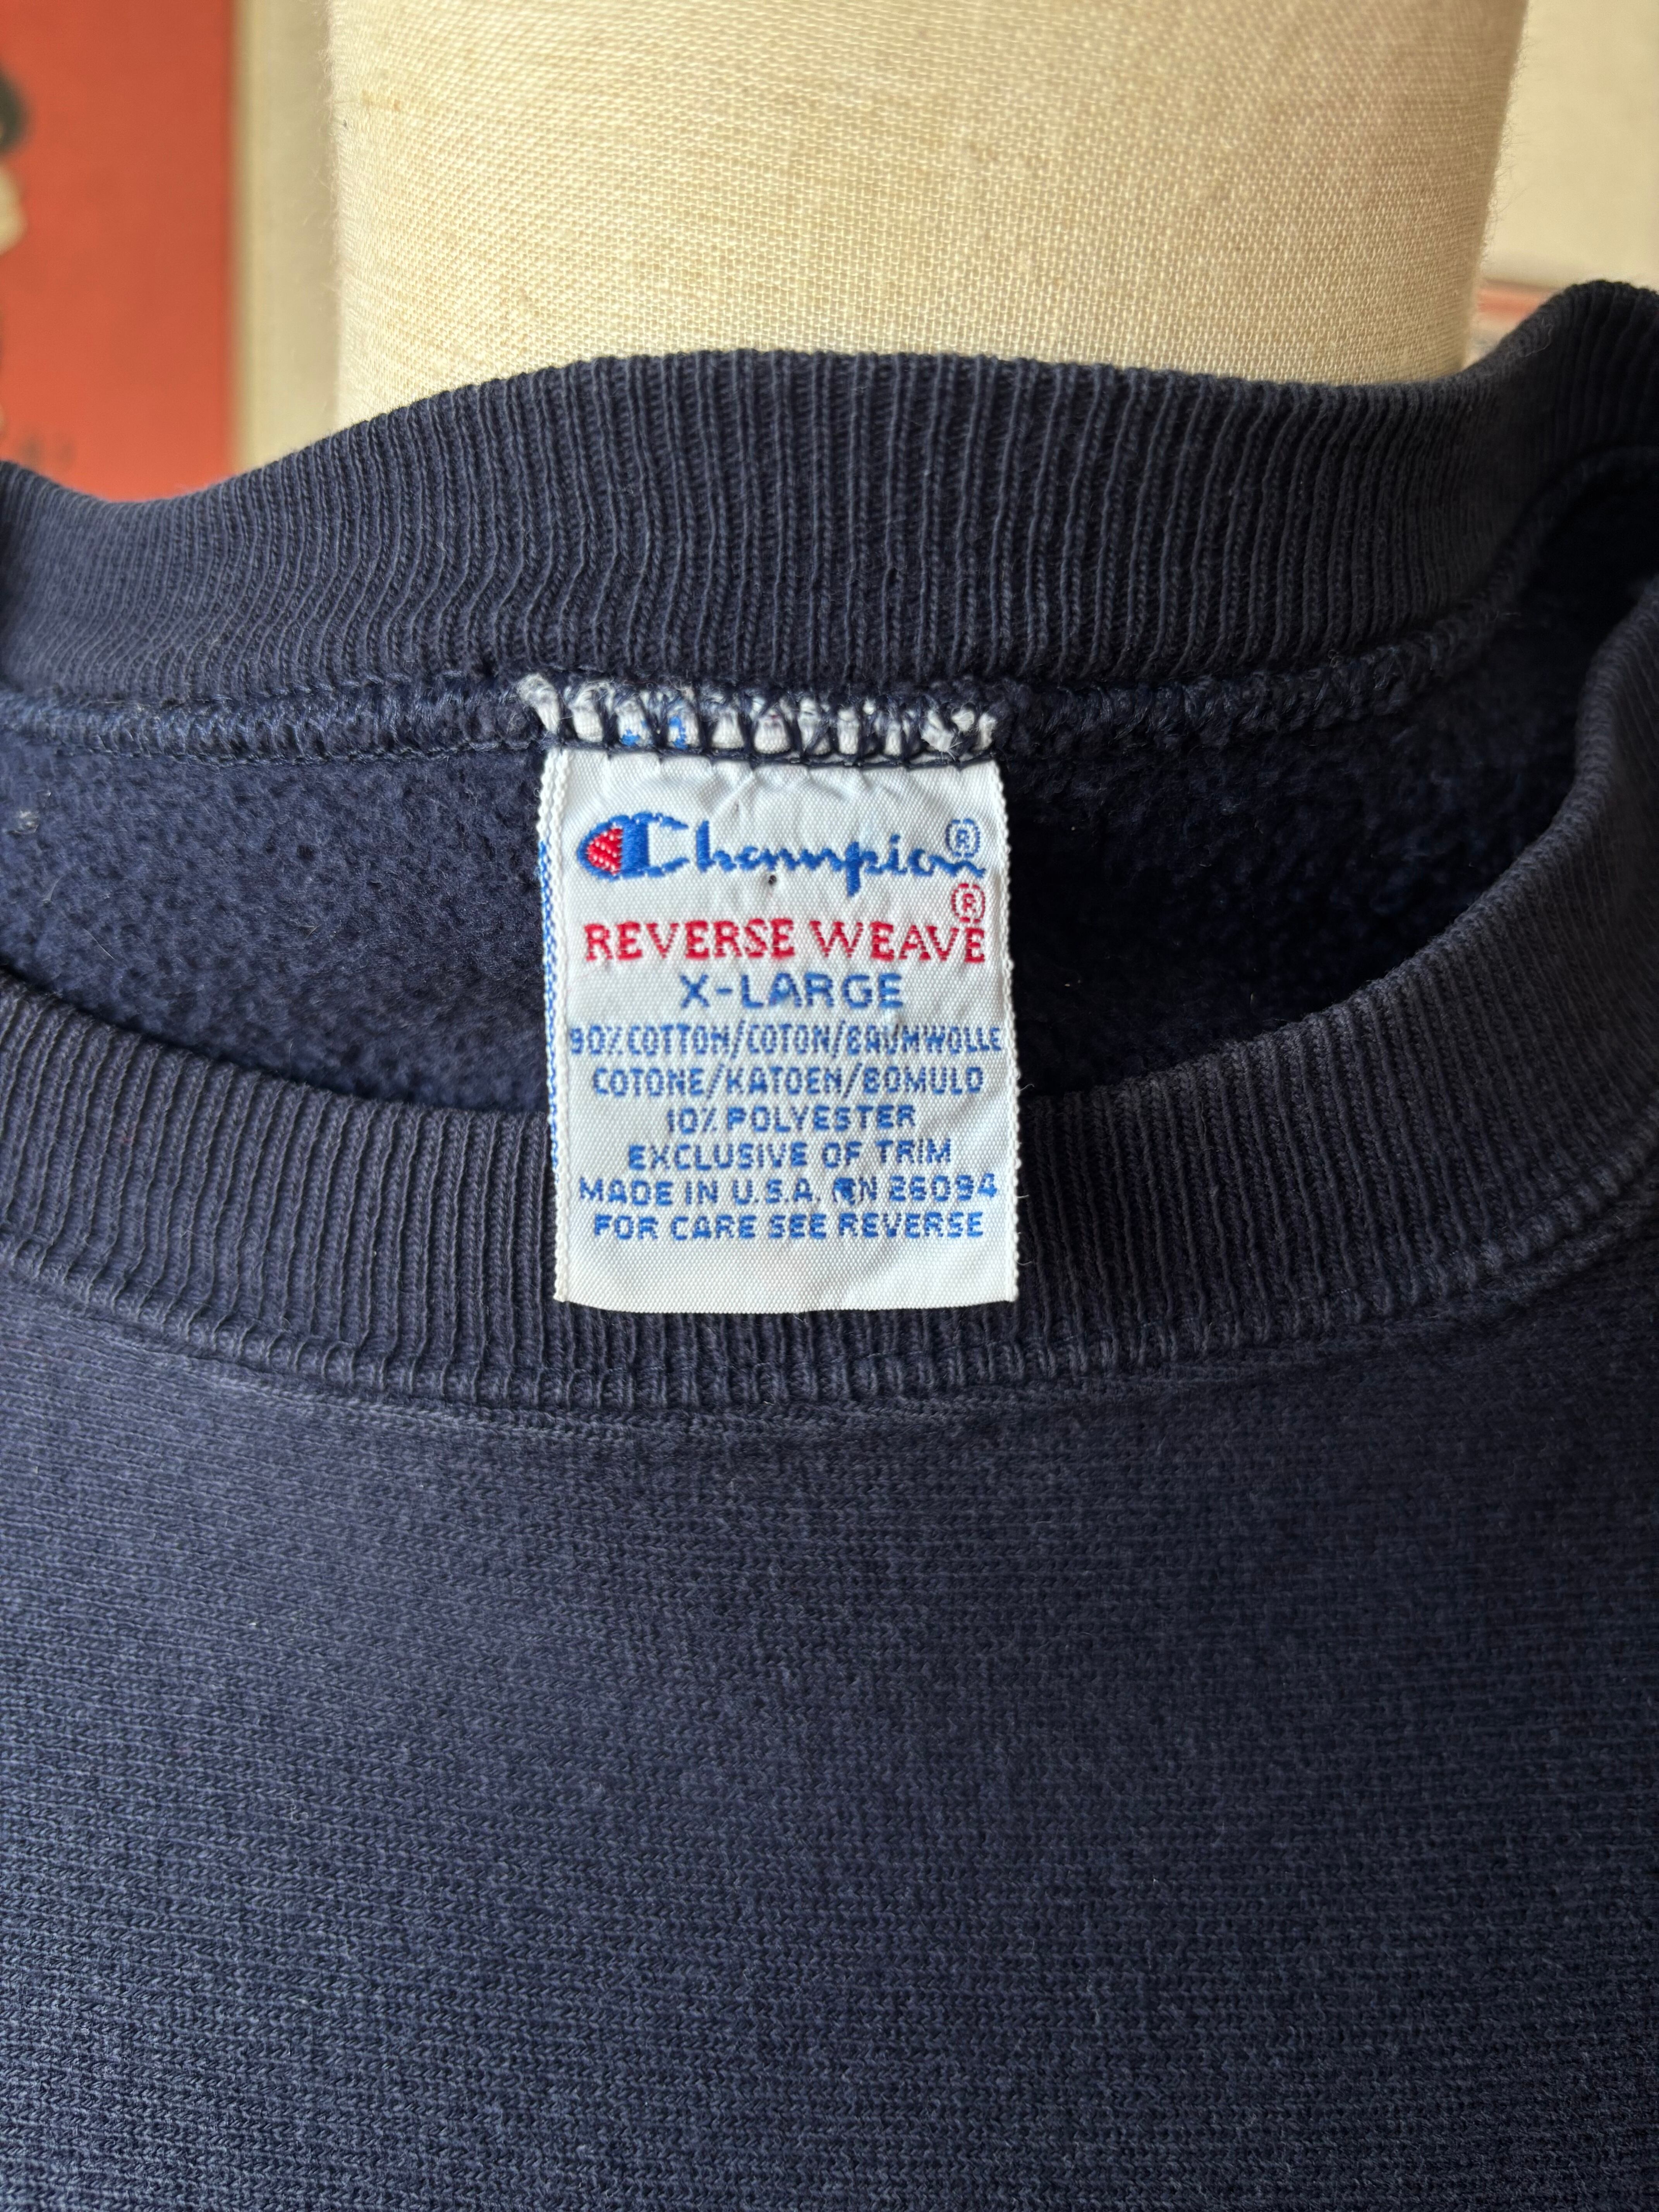 Champion®
REVERSE WEAVE®
X-LARGE
90% COTTON/COTON/BAUMWOLLE
COTONE/KATOEN/BOMULD
10% POLYESTER
EXCLUSIVE OF TRIM
MADE IN U.S.A. RN 26094
FOR CARE SEE REVERSE